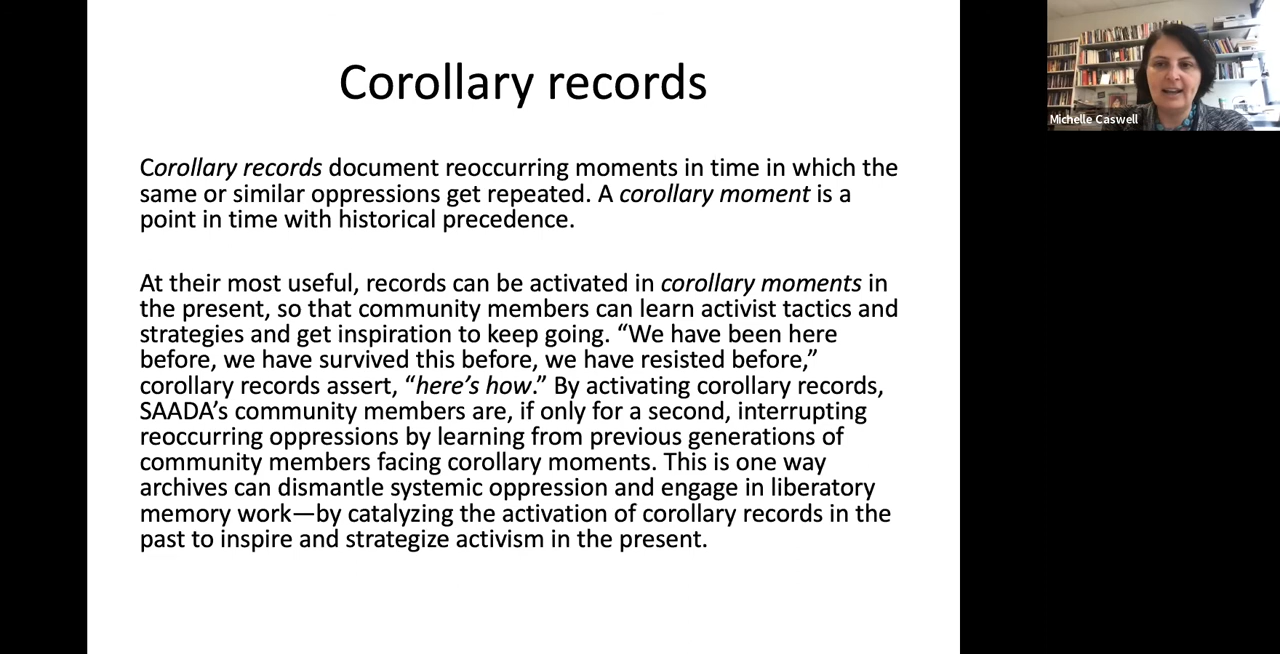 Corollary records
Corollary records document reoccurring moments in time in which the
same or similar oppressions get repeated. A corollary moment is a
point in time with historical precedence.
At their most useful, records can be activated in corollary moments in
the present, so that community members can learn activist tactics and
strategies and get inspiration to keep going. “We have been here
before, we have survived this before, we have resisted before,”
corollary records assert, “here’s how.” By activating corollary records,
SAADA’s community members are, if only for a second, interrupting
reoccurring oppressions by learning from previous generations of
community members facing corollary moments. This is one way
archives can dismantle systemic oppression and engage in liberatory
memory work—by catalyzing the activation of corollary records in the
past to inspire and strategize activism in the present.
Michelle Caswell